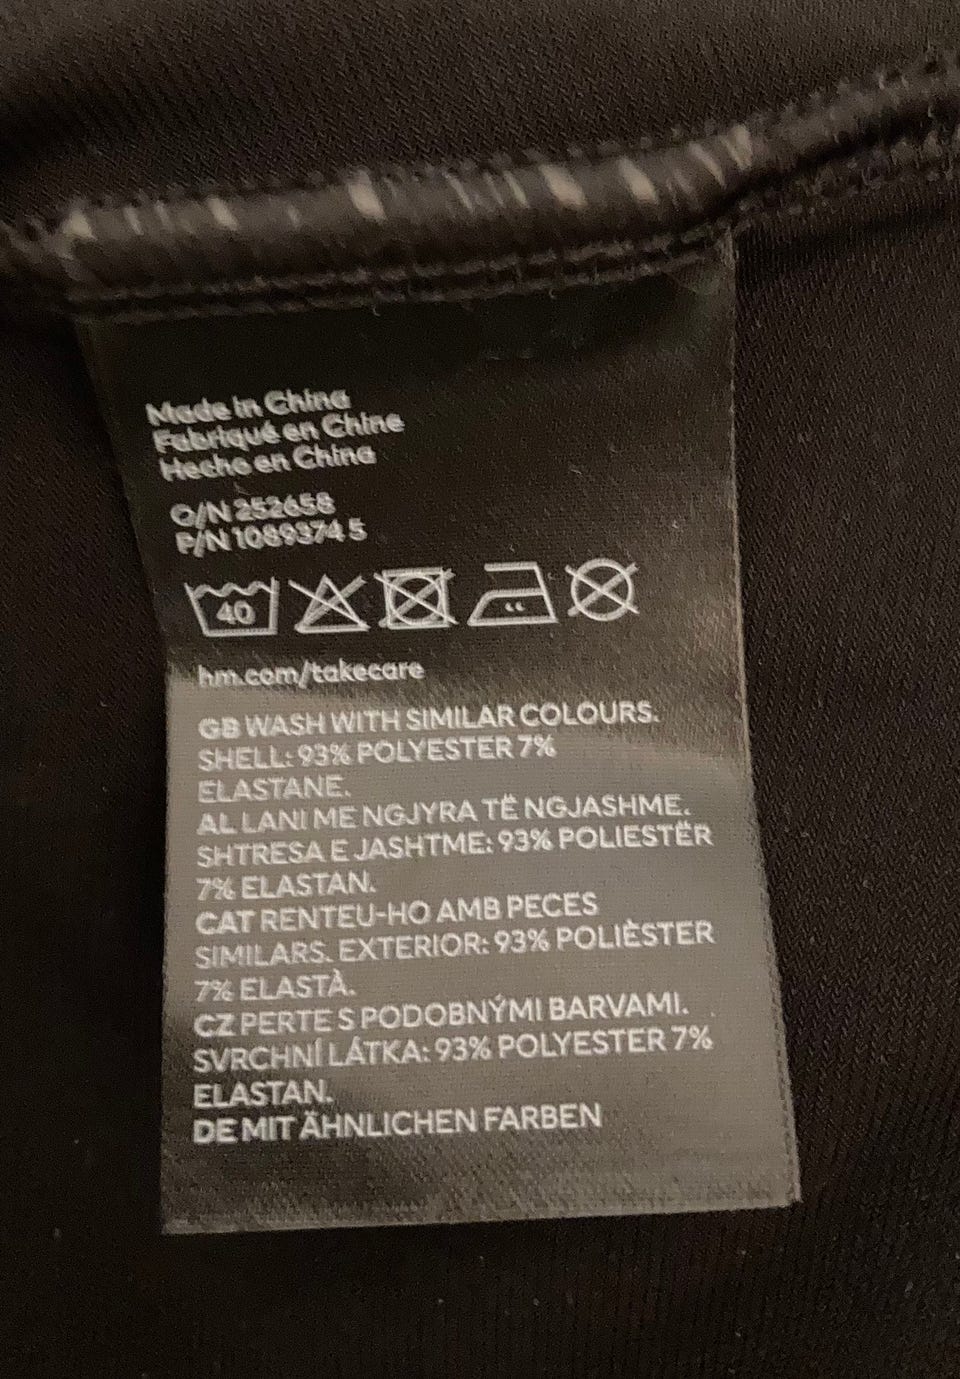 Made in China
Fabriqué en Chine
Hecho en China
O/N 252658
P/N 1089374 5
40
hm.com/takecare
GB WASH WITH SIMILAR COLOURS.
SHELL: 93% POLYESTER 7%
ELASTANE.
AL LANI ME NGJYRA TË NGJASHME.
SHTRESA E JASHTME: 93% POLIESTËR
7% ELASTAN.
CAT RENTEU-HO AMB PECES
SIMILARS. EXTERIOR: 93% POLIÈSTER
7% ELASTÀ.
CZ PERTE S PODOBNÝMI BARVAMI.
SVRCHNÍ LÁTKA: 93% POLYESTER 7%
ELASTAN.
DE MIT ÄHNLICHEN FARBEN